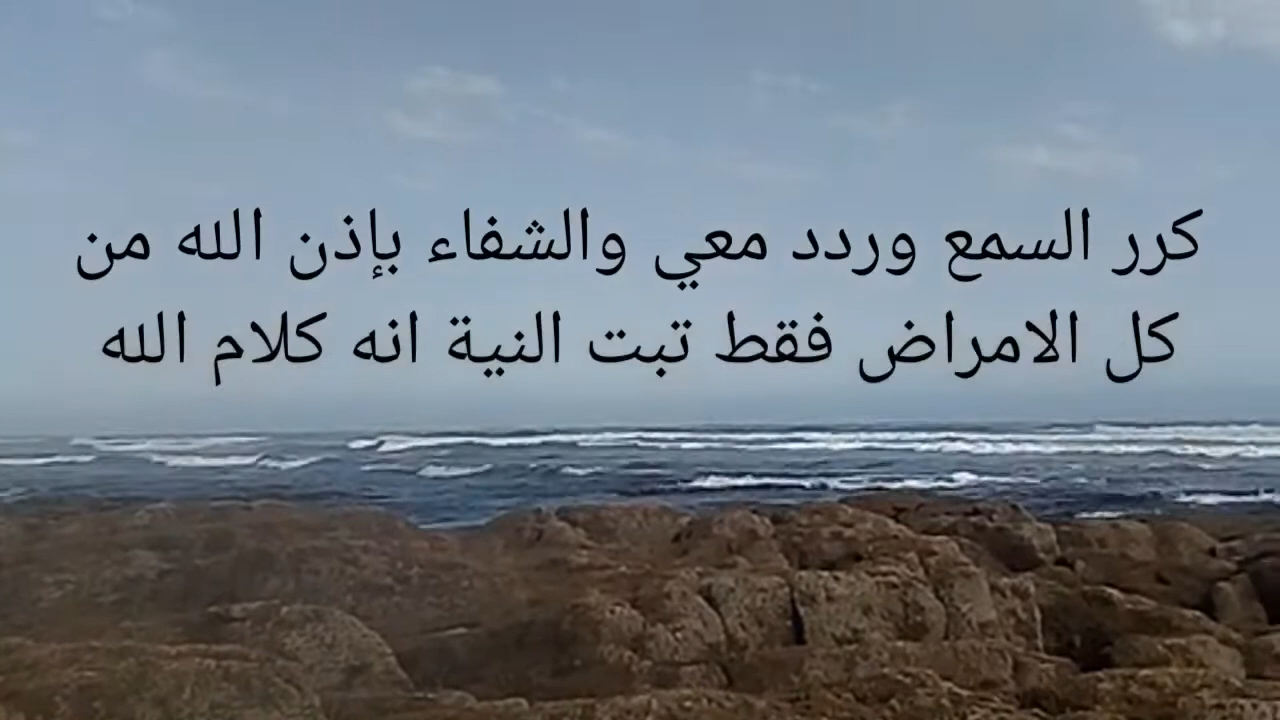 كرر السمع وردد معي والشفاء بإذن الله من
كل الامراض فقط تبت النية انه كلام الله